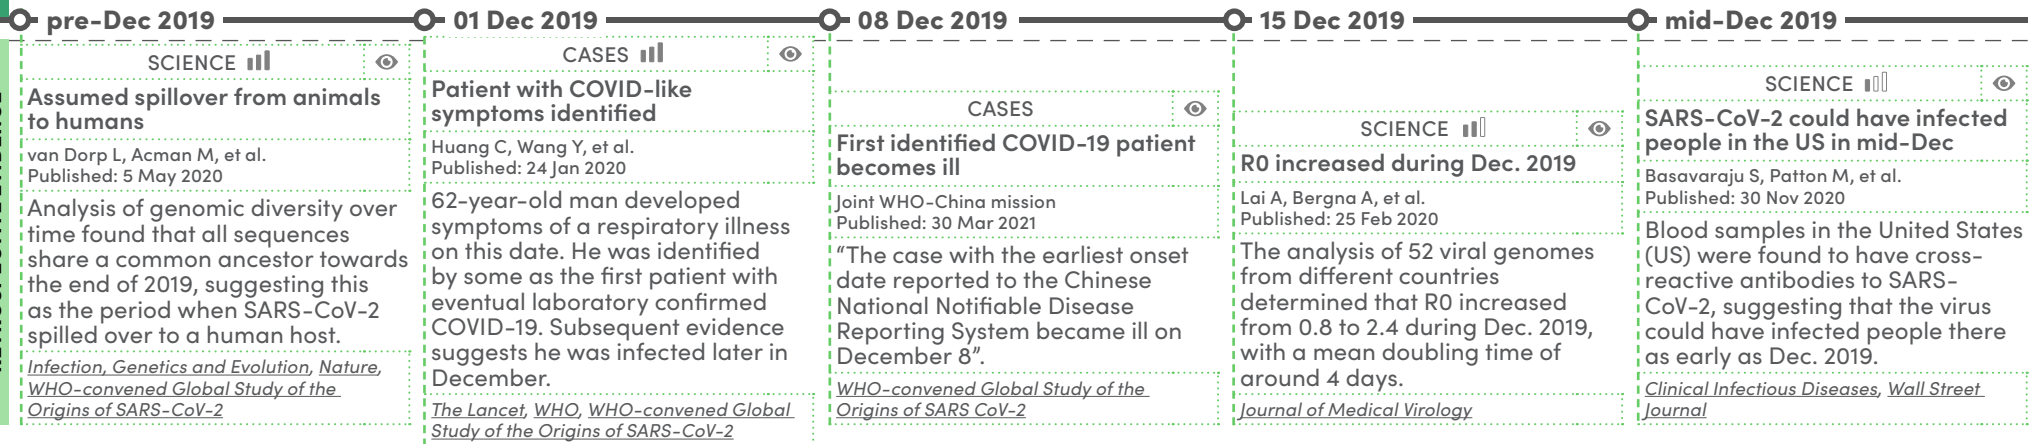 pre-Dec 2019
SCIENCE
Assumed spillover from animals
to humans
van Dorp L, Acman M, et al.
Published: 5 May 2020
Analysis of genomic diversity over
time found that all sequences
share a common ancestor towards
the end of 2019, suggesting this
as the period when SARS-CoV-2
spilled over to a human host.
Infection, Genetics and Evolution, Nature,
WHO-convened Global Study of the
Origins of SARS-CoV-2
01 Dec 2019
CASES
Patient with COVID-like
symptoms identified
Huang C, Wang Y, et al.
Published: 24 Jan 2020
62-year-old man developed
symptoms of a respiratory illness
on this date. He was identified
by some as the first patient with
eventual laboratory confirmed
COVID-19. Subsequent evidence
suggests he was infected later in
December.
The Lancet, WHO, WHO-convened Global
Study of the Origins of SARS-CoV-2
08 Dec 2019
CASES
First identified COVID-19 patient
becomes ill
Joint WHO-China mission
Published: 30 Mar 2021
“The case with the earliest onset
date reported to the Chinese
National Notifiable Disease
Reporting System became ill on
December 8”.
WHO-convened Global Study of the
Origins of SARS CoV-2
15 Dec 2019
SCIENCE
R0 increased during Dec. 2019
Lai A, Bergna A, et al.
Published: 25 Feb 2020
The analysis of 52 viral genomes
from different countries
determined that R0 increased
from 0.8 to 2.4 during Dec. 2019,
with a mean doubling time of
around 4 days.
Journal of Medical Virology
mid-Dec 2019
SCIENCE
SARS-CoV-2 could have infected
people in the US in mid-Dec
Basavaraju S, Patton M, et al.
Published: 30 Nov 2020
Blood samples in the United States
(US) were found to have cross-
reactive antibodies to SARS-
CoV-2, suggesting that the virus
could have infected people there
as early as Dec. 2019.
Clinical Infectious Diseases, Wall Street
Journal